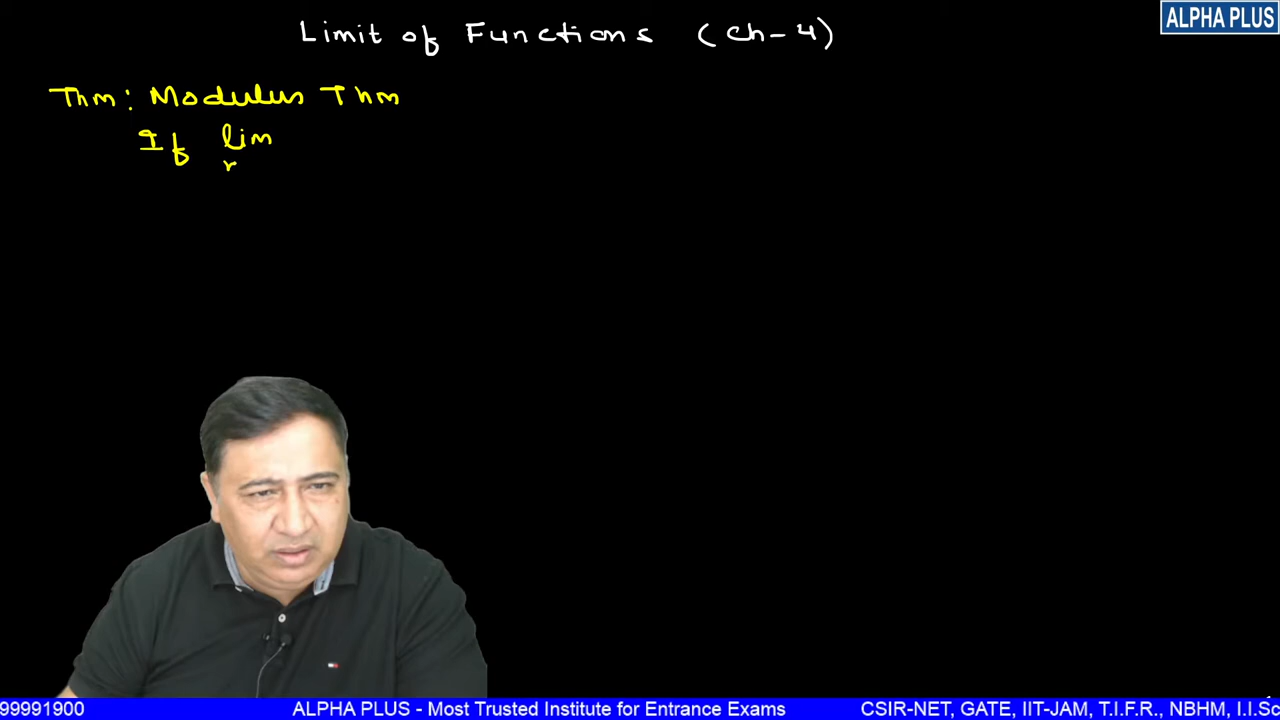 Limit of Functions (Ch-4)
ALPHA PLUS
Thm: Modulus Thm
If lim
99991900 ALPHA PLUS - Most Trusted Institute for Entrance Exams CSIR-NET, GATE, IIT-JAM, T.I.F.R., NBHM, I.I.Sc